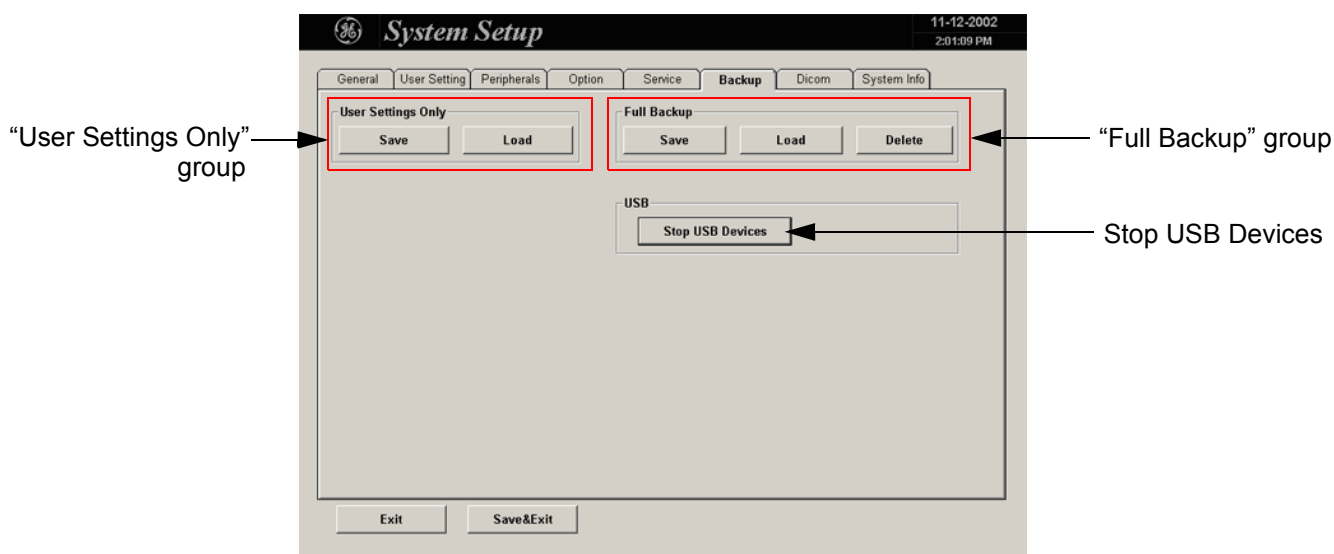 System Setup
11-12-2002
2:01:09 PM
General User Setting Peripherals Option Service Backup Dicom System Info
User Settings Only
Save Load
Full Backup
Save Load Delete
“User Settings Only”
group
“Full Backup” group
USB
Stop USB Devices
Stop USB Devices
Exit Save&Exit